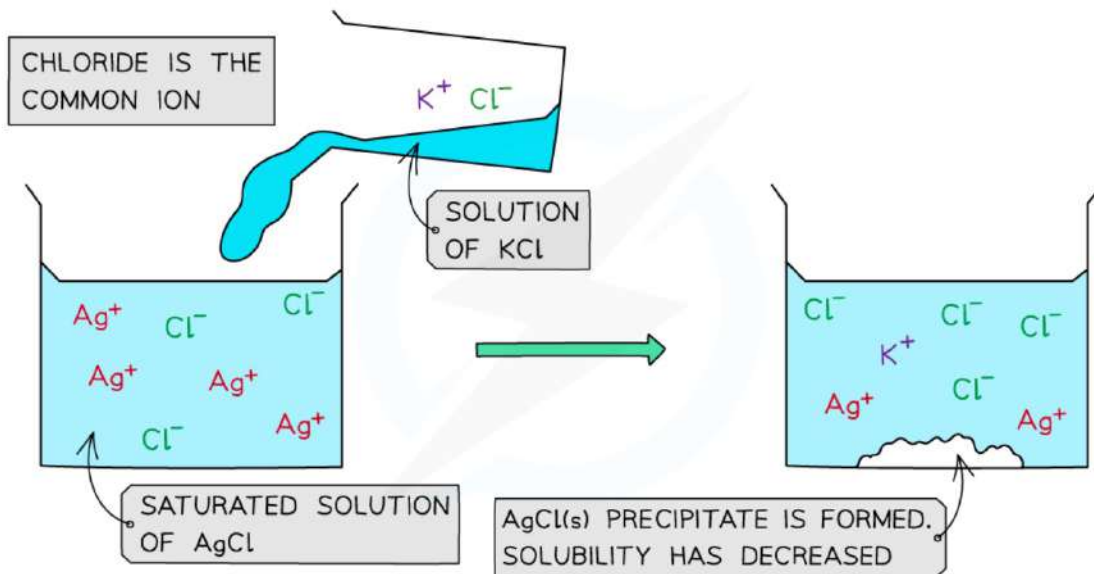 CHLORIDE IS THE
COMMON ION
K⁺ Cl⁻
SOLUTION
OF KCl
Ag⁺ Cl⁻ Cl⁻
Ag⁺ Ag⁺
Cl⁻ Ag⁺
SATURATED SOLUTION
OF AgCl
Cl⁻ Cl⁻ Cl⁻
K⁺
Cl⁻
Ag⁺ Ag⁺
AgCl(s) PRECIPITATE IS FORMED.
SOLUBILITY HAS DECREASED